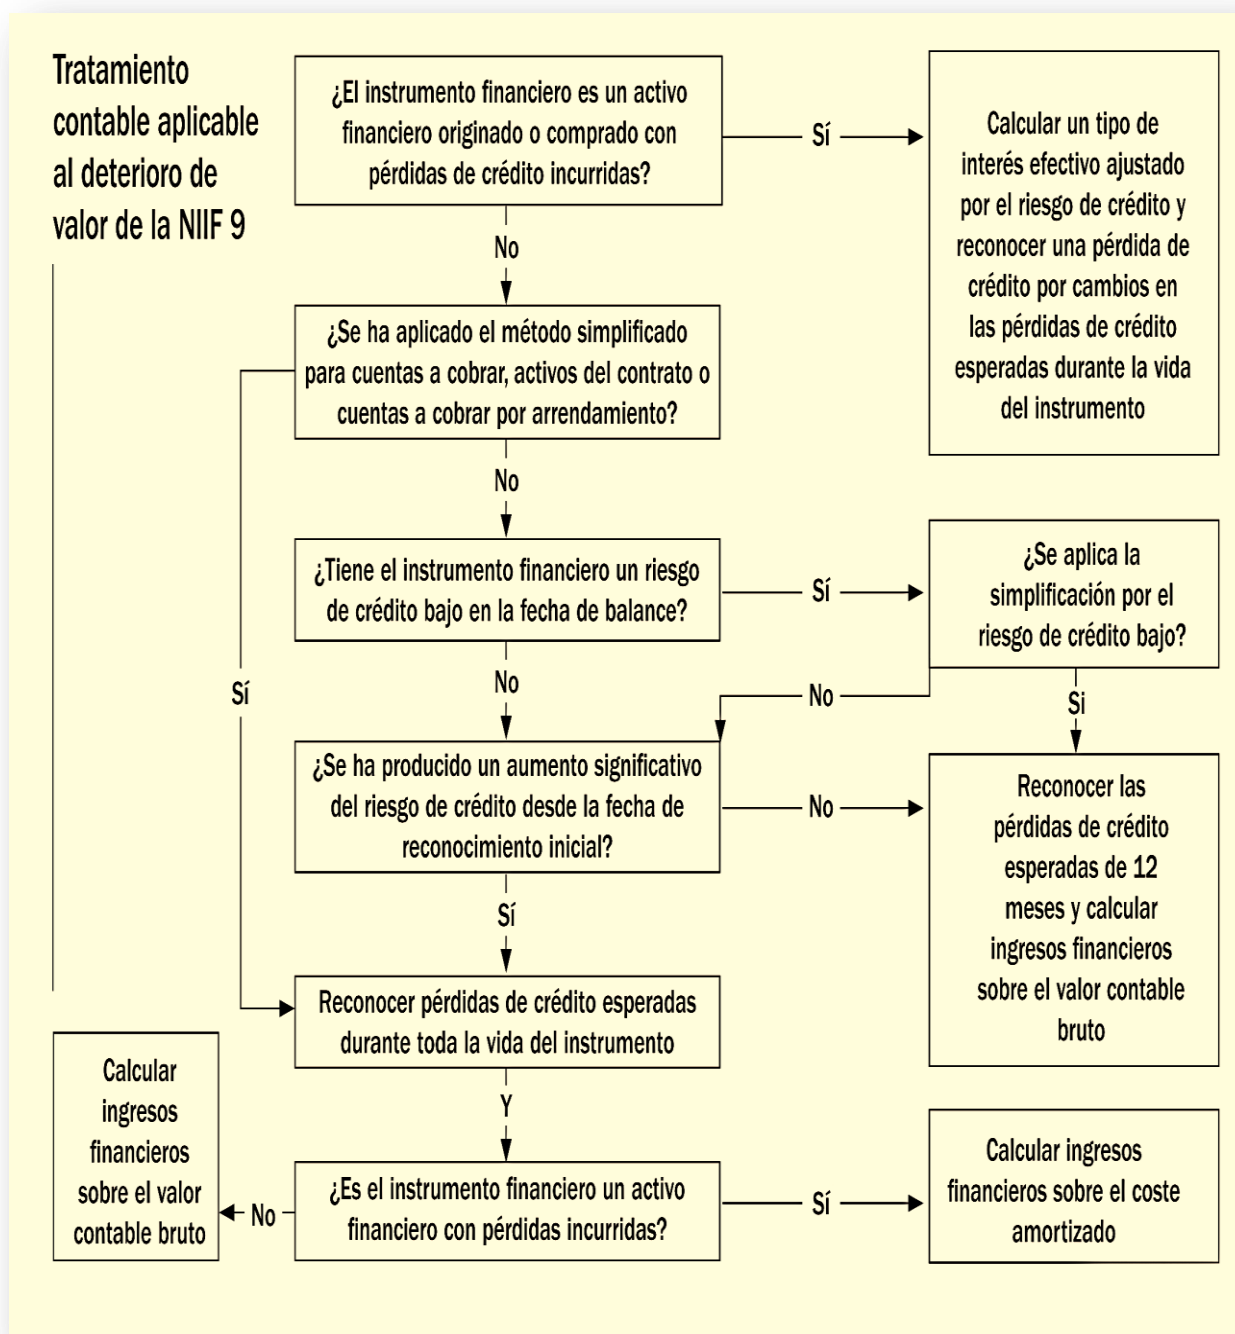 Tratamiento
contable aplicable
al deterioro de
valor de la NIIF 9
¿El instrumento financiero es un activo
financiero originado o comprado con
pérdidas de crédito incurridas?
Sí
Calcular un tipo de
interés efectivo ajustado
por el riesgo de crédito y
reconocer una pérdida de
crédito por cambios en
las pérdidas de crédito
esperadas durante la vida
del instrumento
No
¿Se ha aplicado el método simplificado
para cuentas a cobrar, activos del contrato o
cuentas a cobrar por arrendamiento?
Sí
No
¿Tiene el instrumento financiero un riesgo
de crédito bajo en la fecha de balance?
Sí
¿Se aplica la
simplificación por el
riesgo de crédito bajo?
No
No
Si
¿Se ha producido un aumento significativo
del riesgo de crédito desde la fecha de
reconocimiento inicial?
No
Reconocer las
pérdidas de crédito
esperadas de 12
meses y calcular
ingresos financieros
sobre el valor contable
bruto
Sí
Reconocer pérdidas de crédito esperadas
durante toda la vida del instrumento
Y
¿Es el instrumento financiero un activo
financiero con pérdidas incurridas?
No
Calcular
ingresos
financieros
sobre el valor
contable bruto
Sí
Calcular ingresos
financieros sobre el coste
amortizado